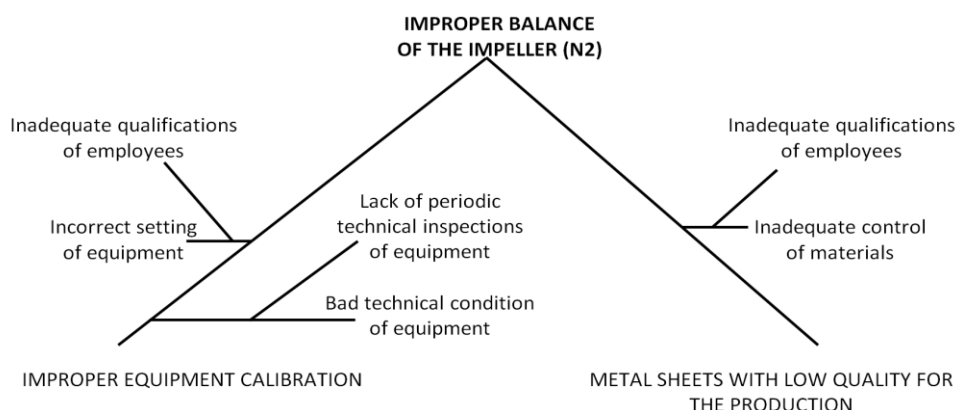 IMPROPER BALANCE
OF THE IMPELLER (N2)
Inadequate qualifications
of employees
Incorrect setting
of equipment
Lack of periodic
technical inspections
of equipment
Bad technical condition
of equipment
IMPROPER EQUIPMENT CALIBRATION
Inadequate qualifications
of employees
Inadequate control
of materials
METAL SHEETS WITH LOW QUALITY FOR
THE PRODUCTION